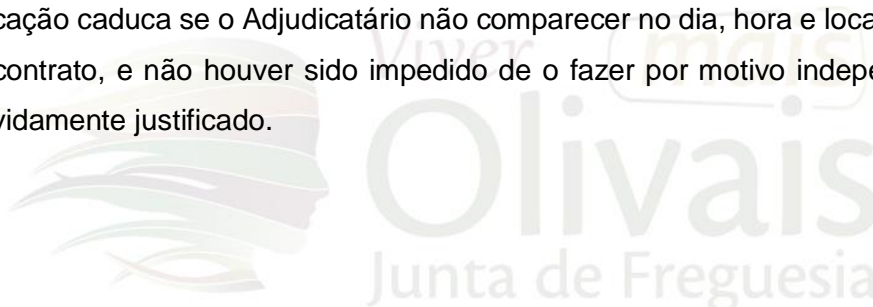 cação caduca se o Adjudicatário não comparecer no dia, hora e loca
contrato, e não houver sido impedido de o fazer por motivo indepe
vidamente justificado.
Viver mais
Olivais
Junta de Freguesia